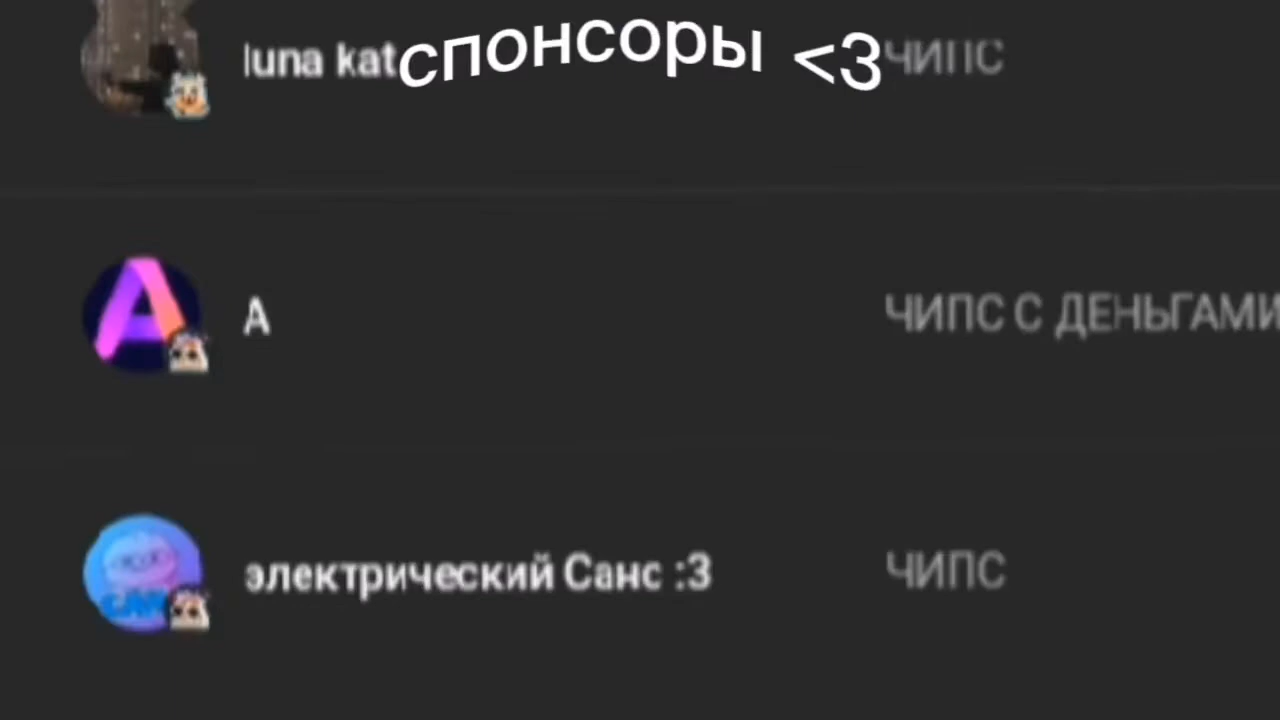 luna kat
спонсоры <3
ЧИПС
А
ЧИПС С ДЕНЬГАМИ
электрический Санс :3
ЧИПС